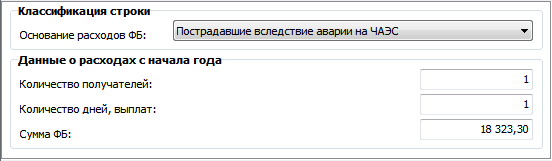 Классификация строки
Основание расходов ФБ: Пострадавшие вследствие аварии на ЧАЭС
Данные о расходах с начала года
Количество получателей: 1
Количество дней, выплат: 1
Сумма ФБ: 18 323,30